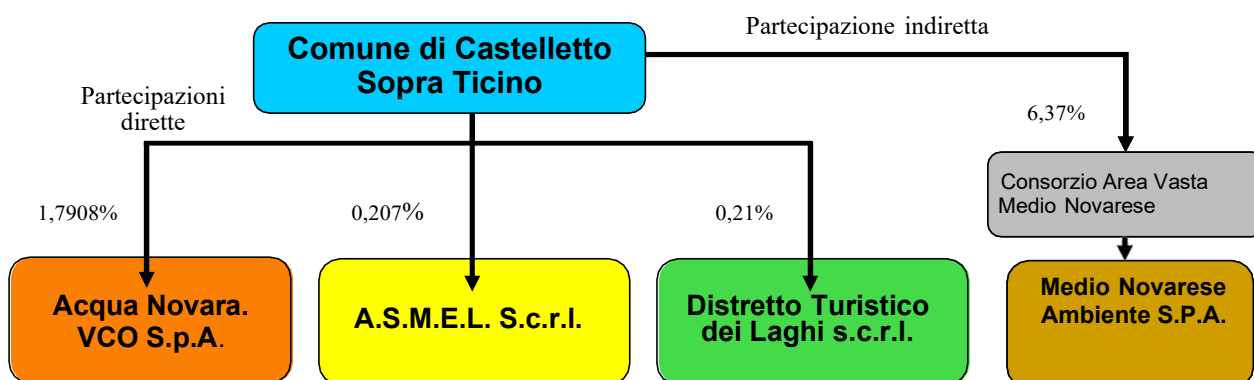 Partecipazione indiretta
Comune di Castelletto
Sopra Ticino
Partecipazioni
dirette
6,37%
Consorzio Area Vasta
Medio Novarese
1,7908%
0,207%
0,21%
Acqua Novara.
VCO S.p.A.
A.S.M.E.L. S.c.r.l.
Distretto Turistico
dei Laghi s.c.r.l.
Medio Novarese
Ambiente S.P.A.